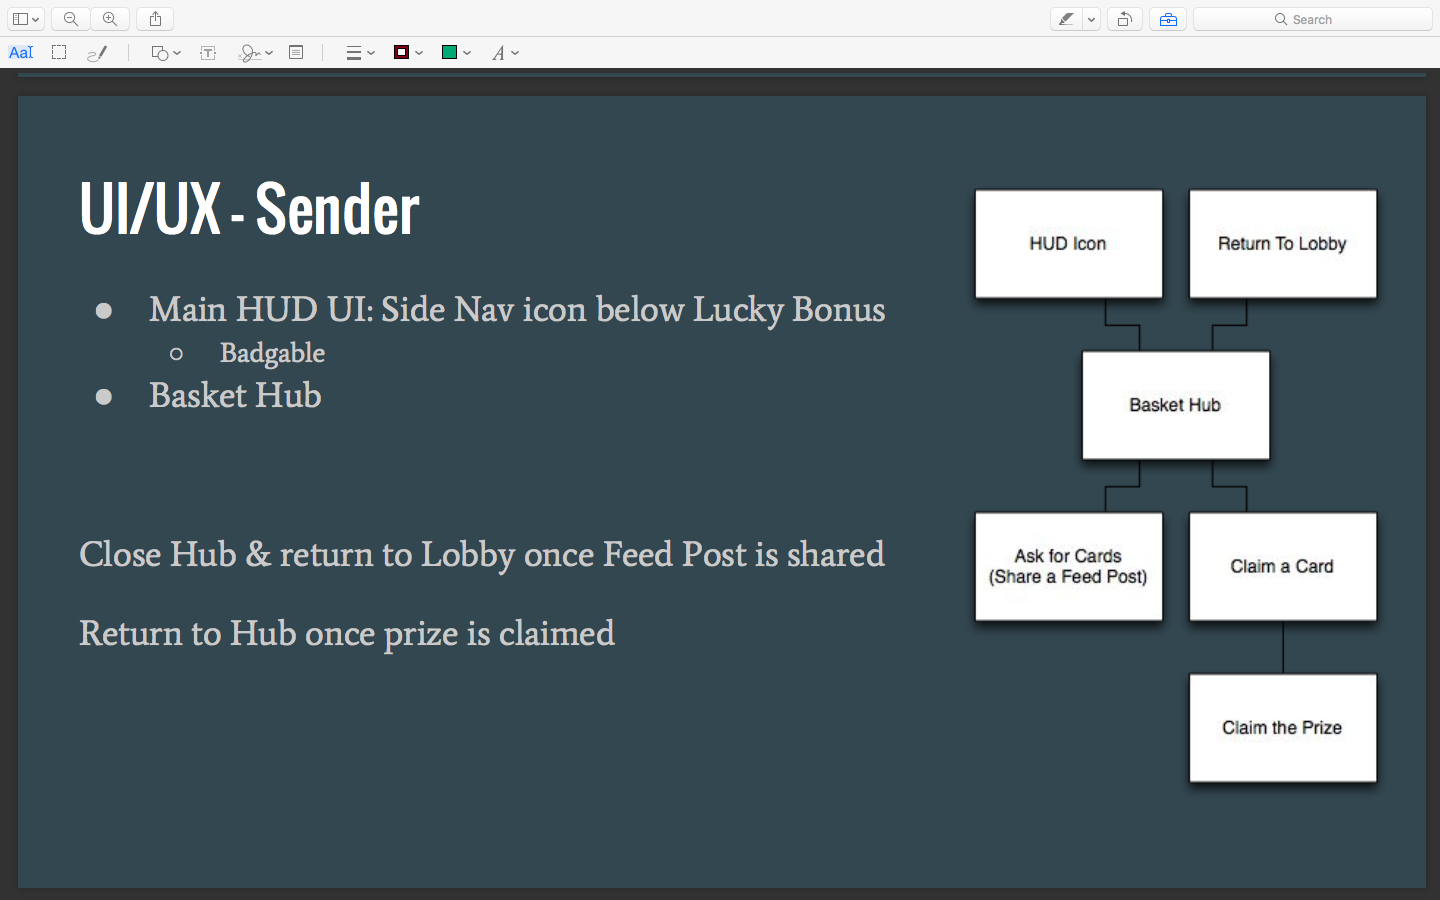 Search
AaI
T
A
UI/UX - Sender
● Main HUD UI: Side Nav icon below Lucky Bonus
○ Badgable
● Basket Hub
Close Hub & return to Lobby once Feed Post is shared
Return to Hub once prize is claimed
HUD Icon
Return To Lobby
Basket Hub
Ask for Cards
(Share a Feed Post)
Claim a Card
Claim the Prize